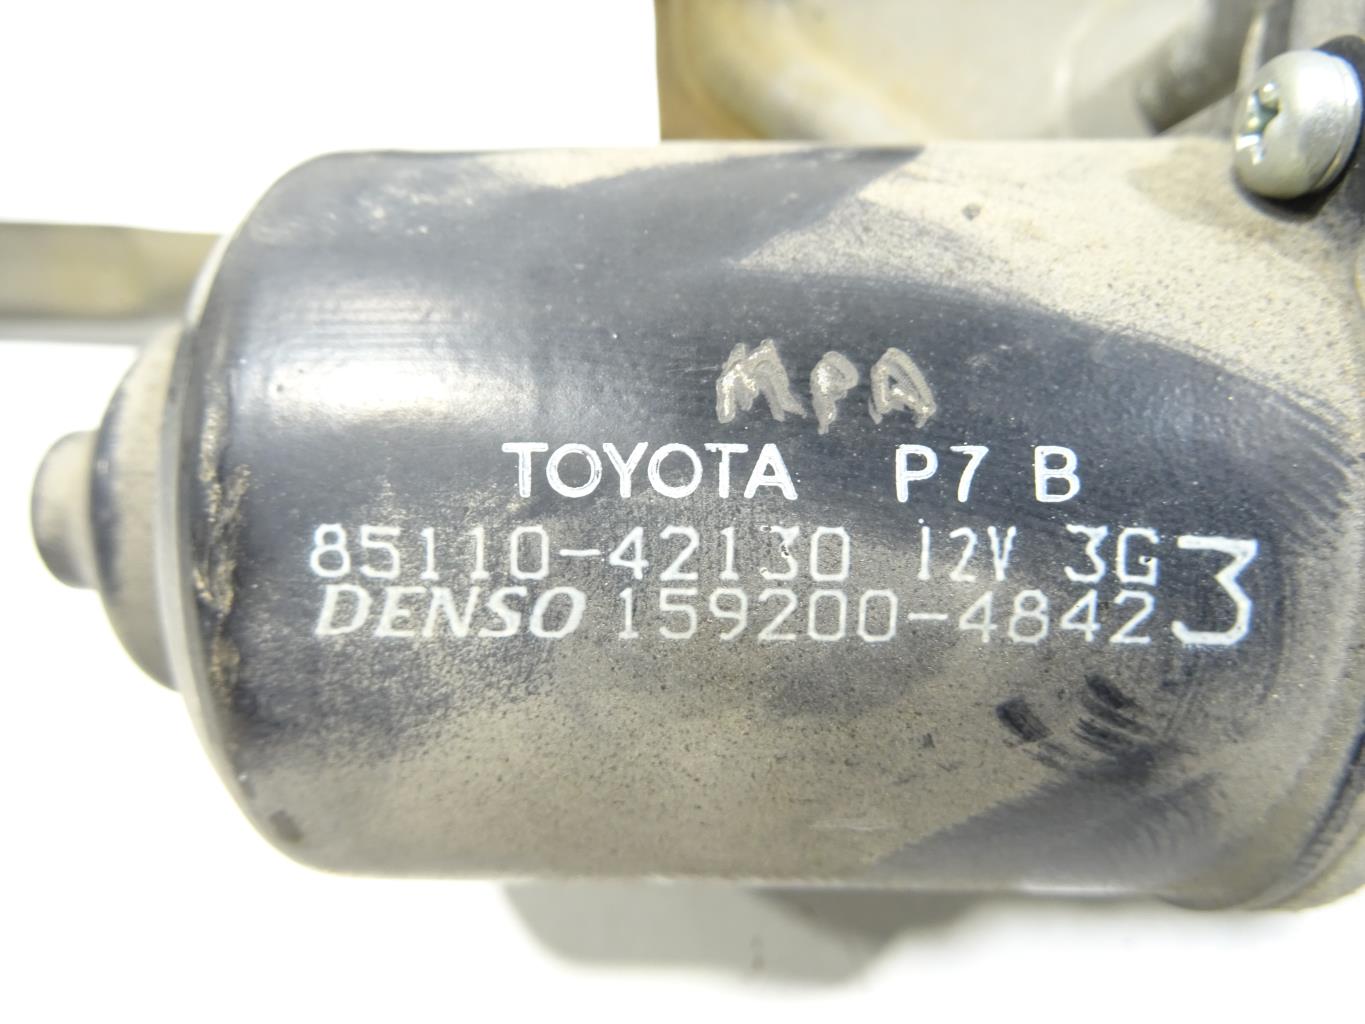 MPA
TOYOTA P7 B
85110-42130 12V 3G 3
DENSO 159200-4842